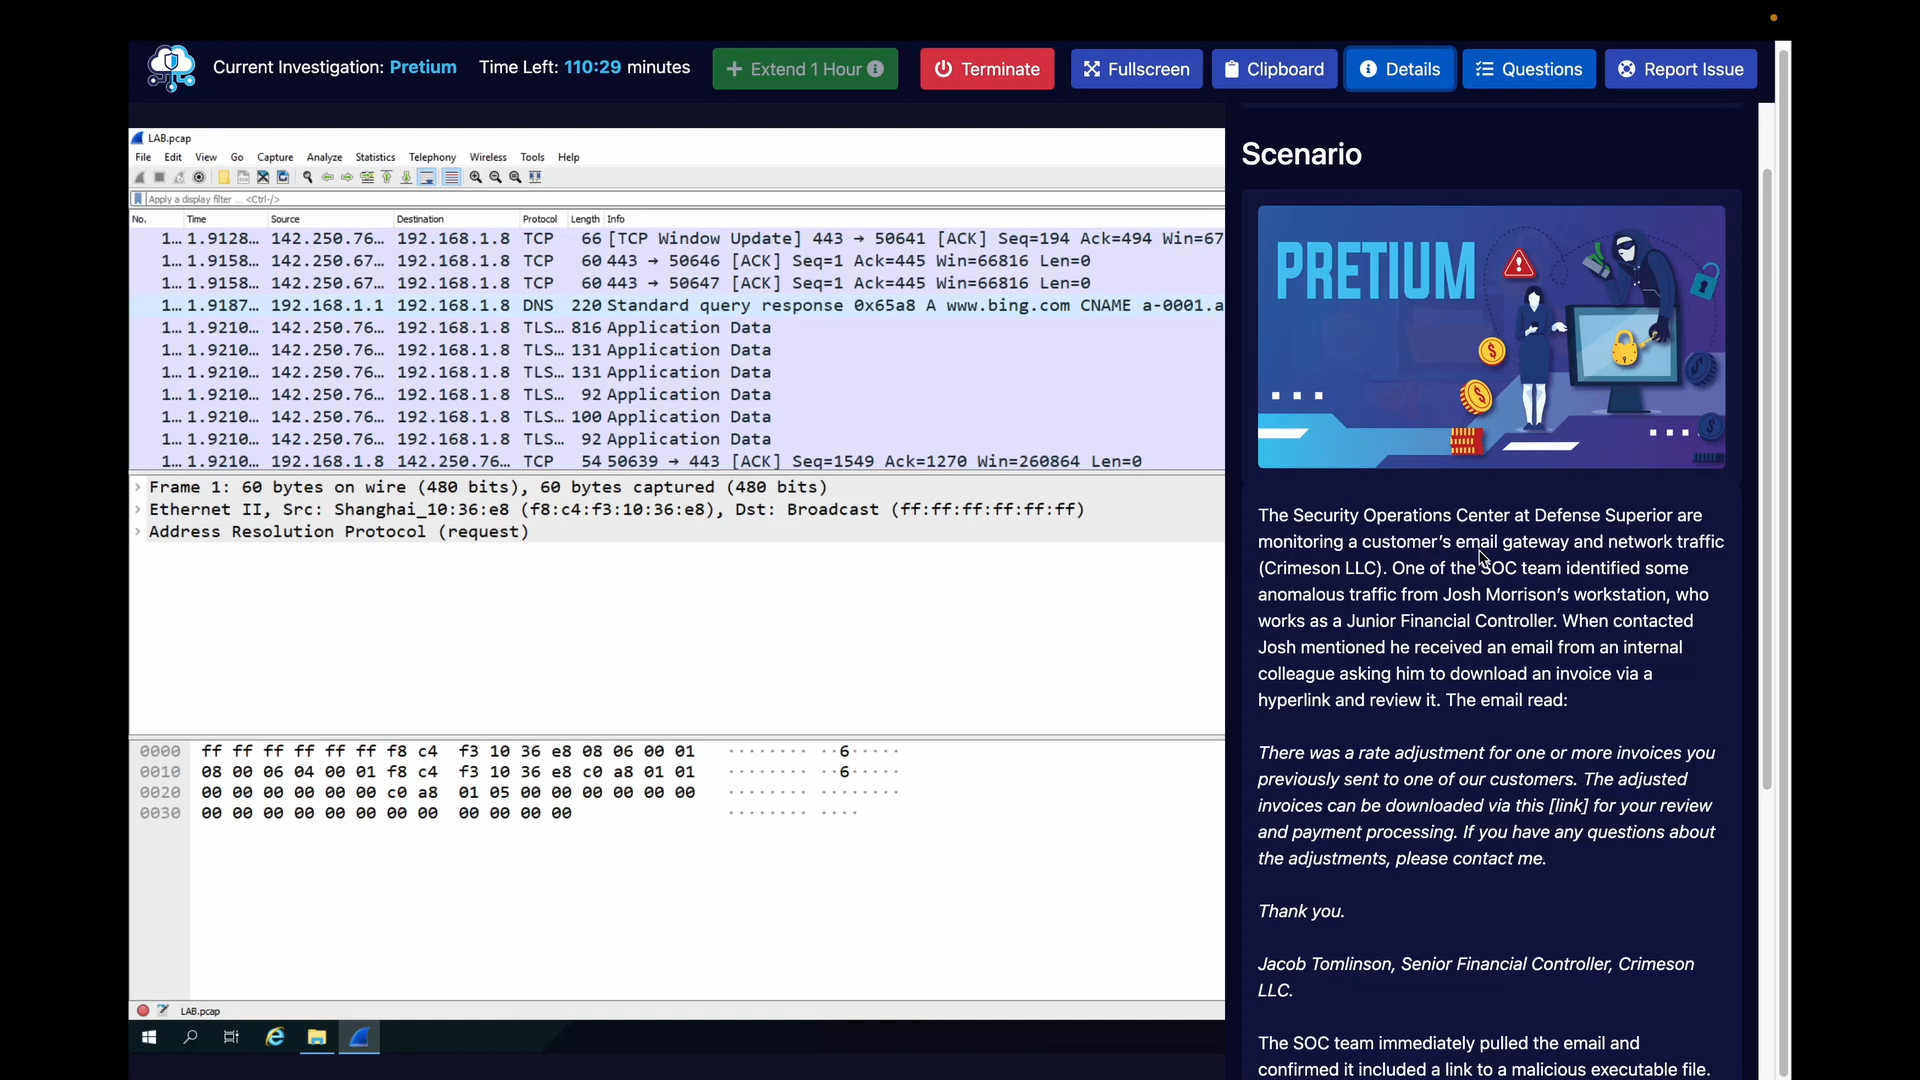 Current Investigation: Pretium
Time Left: 110:29 minutes
+ Extend 1 Hour
Terminate
Fullscreen
Clipboard
Details
Questions
Report Issue
LAB.pcap
File Edit View Go Capture Analyze Statistics Telephony Wireless Tools Help
Apply a display filter ... <Ctrl-/>
No. Time Source Destination Protocol Length Info
1… 1.9128… 142.250.76… 192.168.1.8 TCP 66 [TCP Window Update] 443 → 50641 [ACK] Seq=194 Ack=494 Win=67
1… 1.9158… 142.250.67… 192.168.1.8 TCP 60 443 → 50646 [ACK] Seq=1 Ack=445 Win=66816 Len=0
1… 1.9158… 142.250.67… 192.168.1.8 TCP 60 443 → 50647 [ACK] Seq=1 Ack=445 Win=66816 Len=0
1… 1.9187… 192.168.1.1 192.168.1.8 DNS 220 Standard query response 0x65a8 A www.bing.com CNAME a-0001.a
1… 1.9210… 142.250.76… 192.168.1.8 TLS… 816 Application Data
1… 1.9210… 142.250.76… 192.168.1.8 TLS… 131 Application Data
1… 1.9210… 142.250.76… 192.168.1.8 TLS… 131 Application Data
1… 1.9210… 142.250.76… 192.168.1.8 TLS… 92 Application Data
1… 1.9210… 142.250.76… 192.168.1.8 TLS… 100 Application Data
1… 1.9210… 142.250.76… 192.168.1.8 TLS… 92 Application Data
1… 1.9210… 192.168.1.8 142.250.76… TCP 54 50639 → 443 [ACK] Seq=1549 Ack=1270 Win=260864 Len=0
Frame 1: 60 bytes on wire (480 bits), 60 bytes captured (480 bits)
Ethernet II, Src: Shanghai_10:36:e8 (f8:c4:f3:10:36:e8), Dst: Broadcast (ff:ff:ff:ff:ff:ff)
Address Resolution Protocol (request)
0000 ff ff ff ff ff ff f8 c4 f3 10 36 e8 08 06 00 01 ········ ··6·····
0010 08 00 06 04 00 01 f8 c4 f3 10 36 e8 c0 a8 01 01 ········ ··6·····
0020 00 00 00 00 00 00 c0 a8 01 05 00 00 00 00 00 00 ········ ········
0030 00 00 00 00 00 00 00 00 00 00 00 00 ········ ····
LAB.pcap
Scenario
PRETIUM
The Security Operations Center at Defense Superior are
monitoring a customer's email gateway and network traffic
(Crimeson LLC). One of the SOC team identified some
anomalous traffic from Josh Morrison's workstation, who
works as a Junior Financial Controller. When contacted
Josh mentioned he received an email from an internal
colleague asking him to download an invoice via a
hyperlink and review it. The email read:
There was a rate adjustment for one or more invoices you
previously sent to one of our customers. The adjusted
invoices can be downloaded via this [link] for your review
and payment processing. If you have any questions about
the adjustments, please contact me.
Thank you.
Jacob Tomlinson, Senior Financial Controller, Crimeson
LLC.
The SOC team immediately pulled the email and
confirmed it included a link to a malicious executable file.